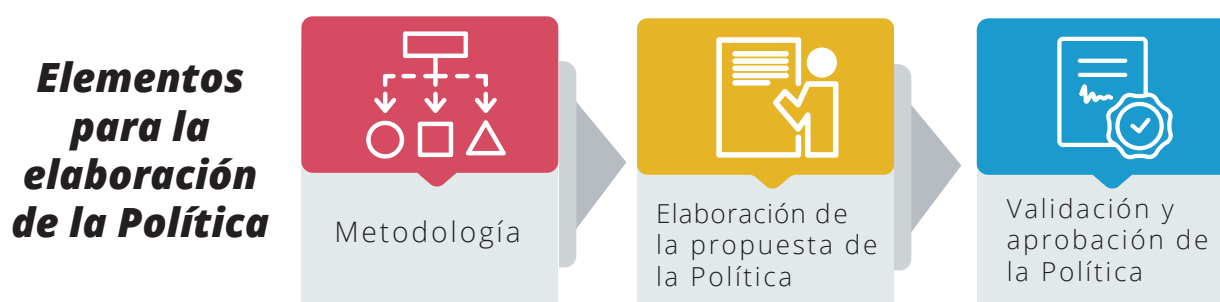 Elementos
para la
elaboración
de la Política
Metodología
Elaboración de
la propuesta de
la Política
Validación y
aprobación de
la Política